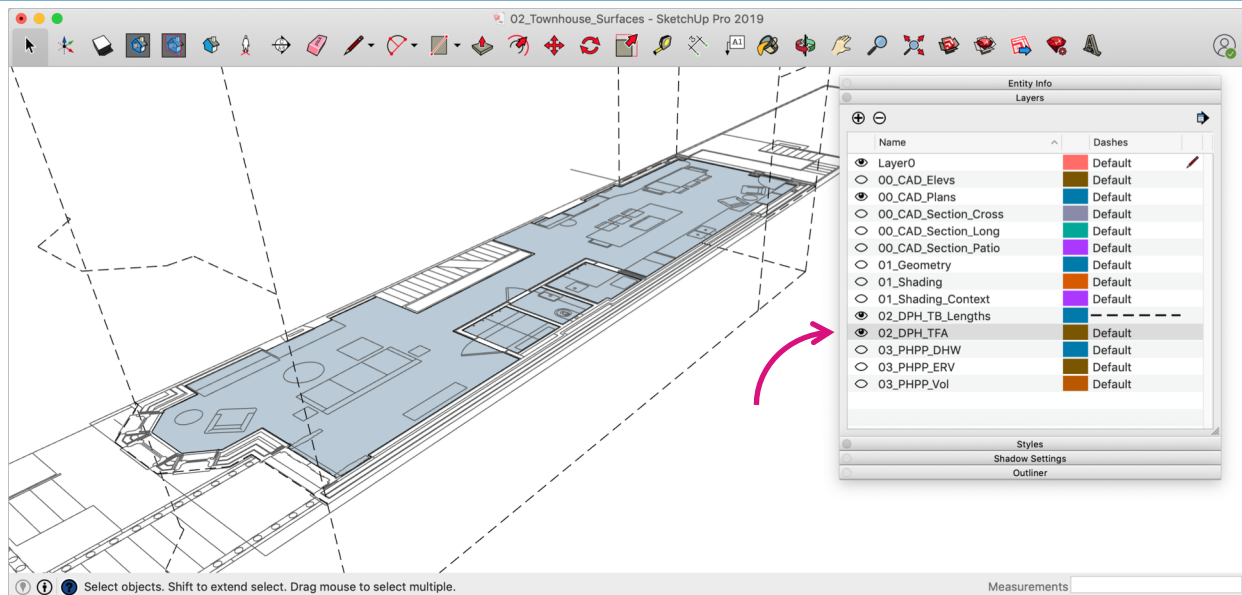 02_Townhouse_Surfaces - SketchUp Pro 2019
A1
Entity Info
Layers
Name Dashes
Layer0 Default
00_CAD_Elevs Default
00_CAD_Plans Default
00_CAD_Section_Cross Default
00_CAD_Section_Long Default
00_CAD_Section_Patio Default
01_Geometry Default
01_Shading Default
01_Shading_Context Default
02_DPH_TB_Lengths
02_DPH_TFA Default
03_PHPP_DHW Default
03_PHPP_ERV Default
03_PHPP_Vol Default
Styles
Shadow Settings
Outliner
? Select objects. Shift to extend select. Drag mouse to select multiple. Measurements